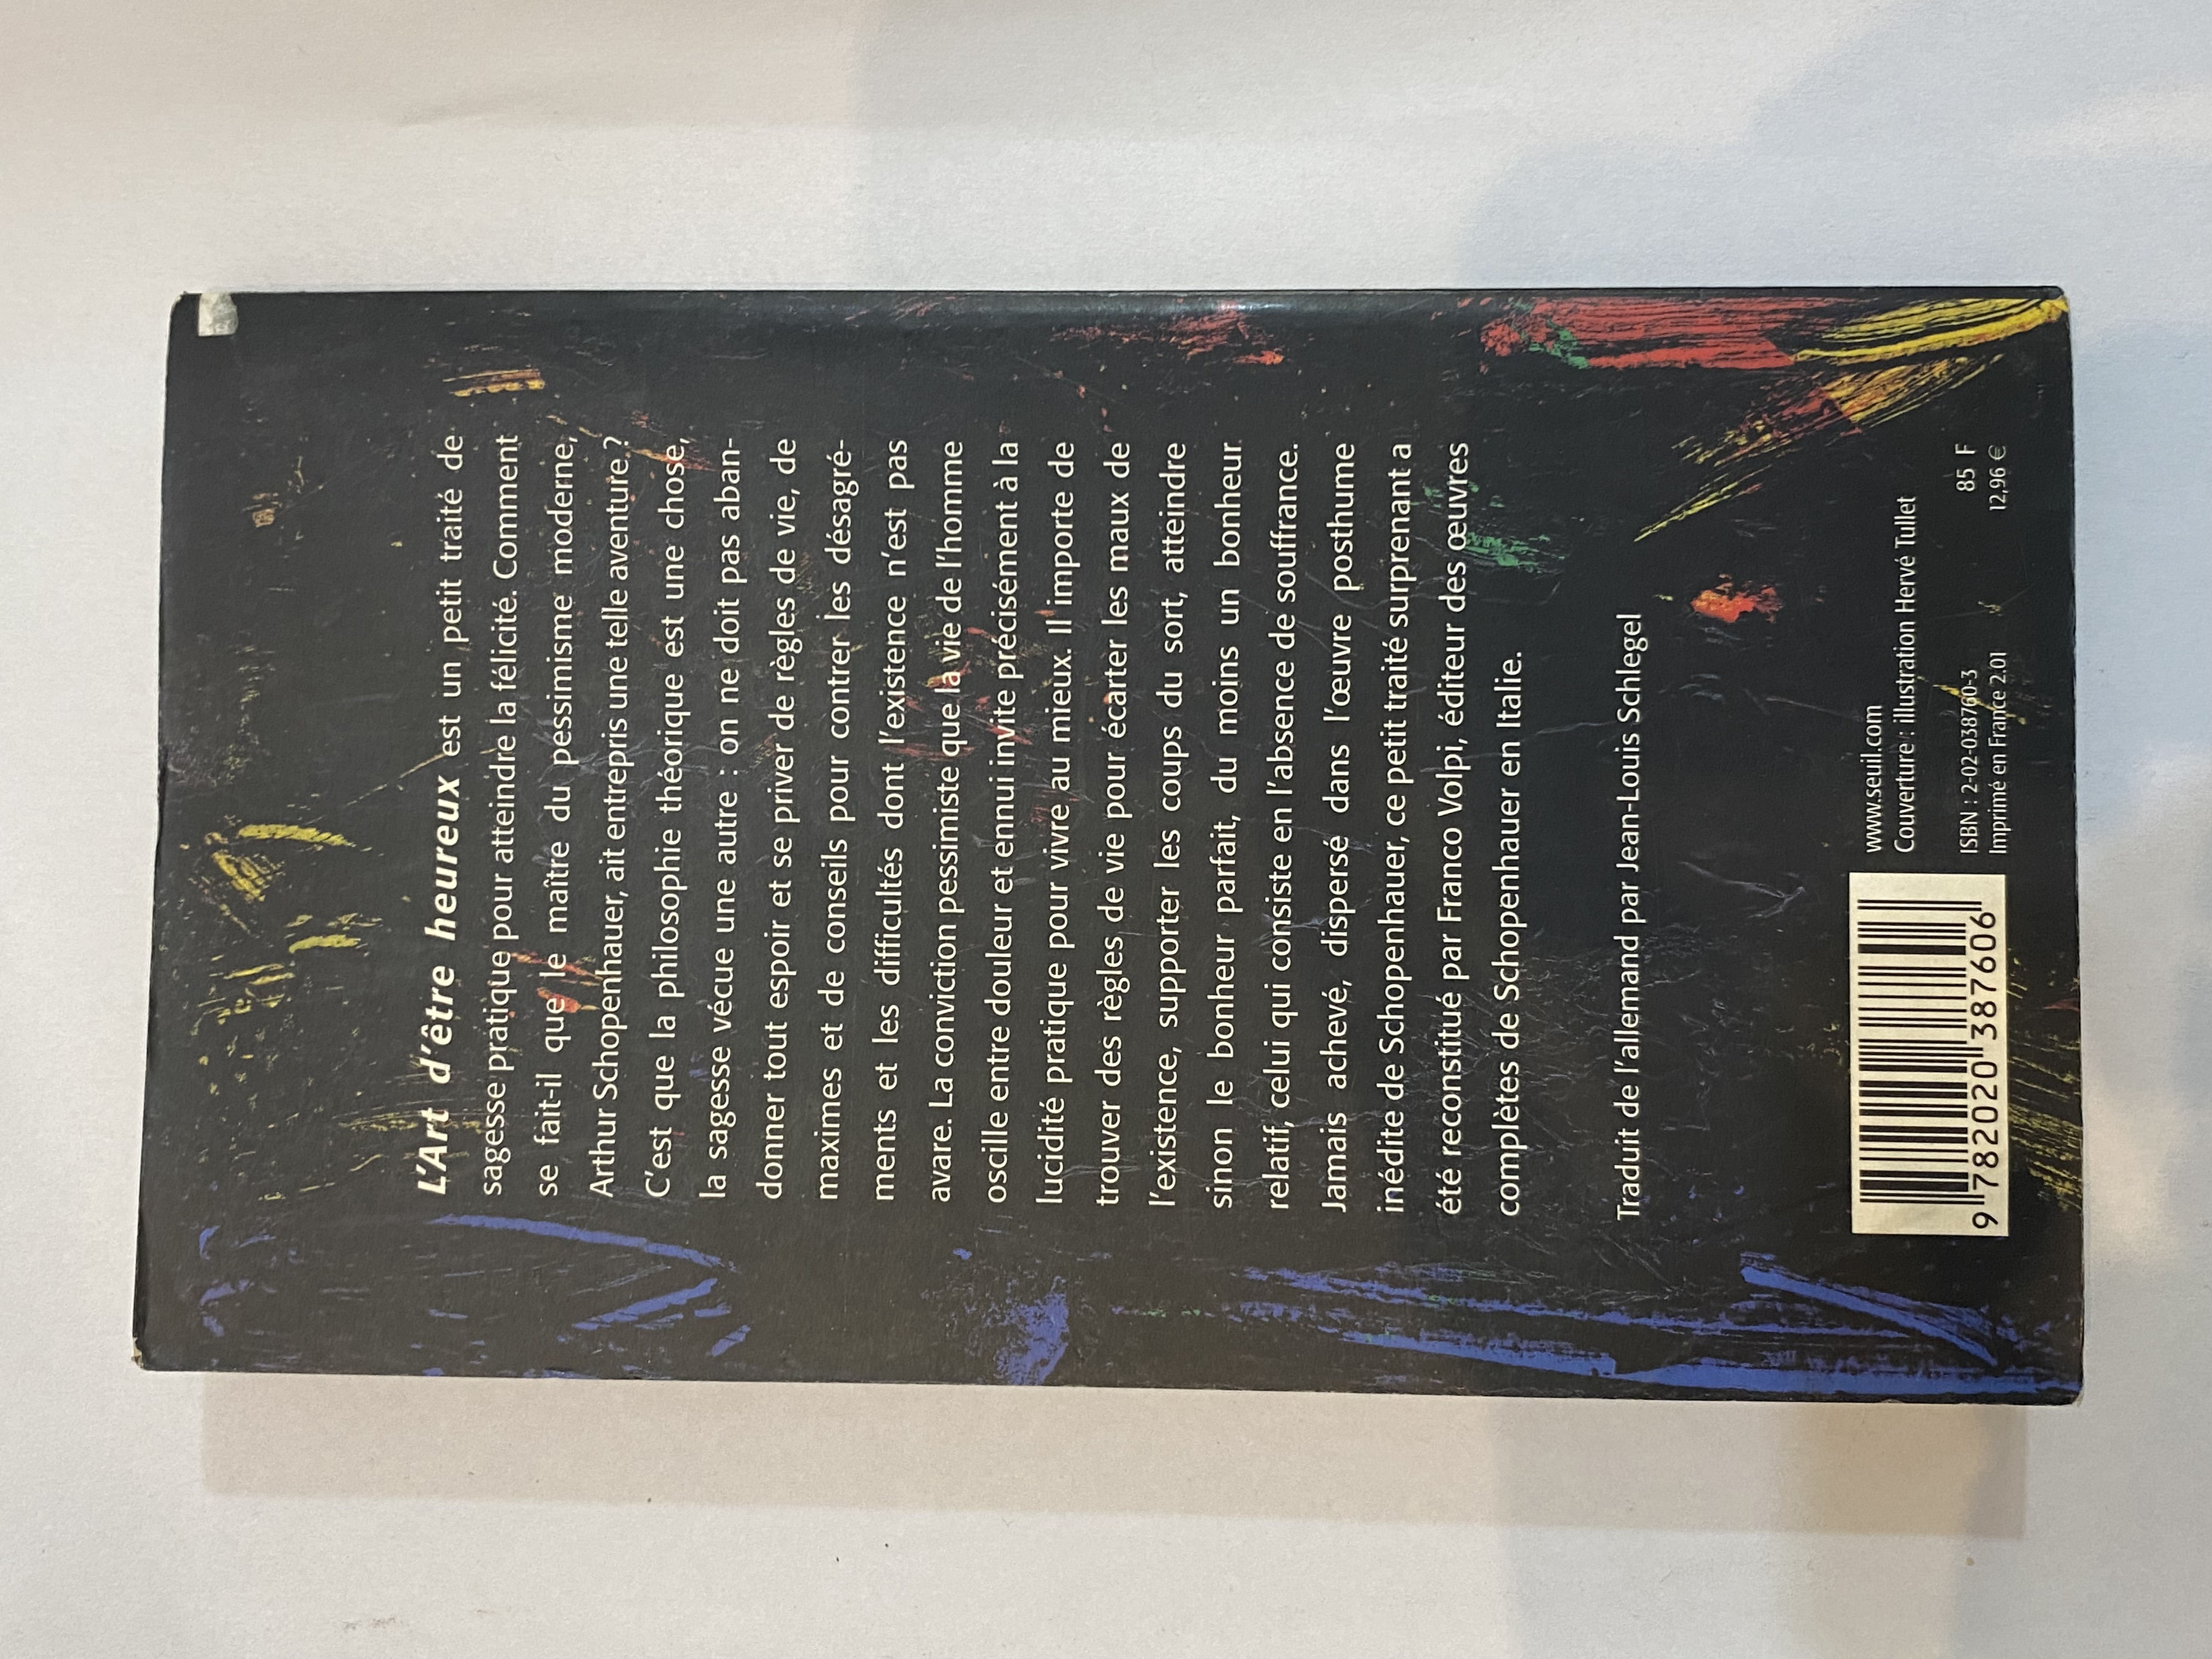 L'Art d'être heureux est un petit traité de
sagesse pratique pour atteindre la félicité. Comment
se fait-il que le maître du pessimisme moderne,
Arthur Schopenhauer, ait entrepris une telle aventure ?
C'est que la philosophie théorique est une chose,
la sagesse vécue une autre : on ne doit pas aban-
donner tout espoir et se priver de règles de vie, de
maximes et de conseils pour contrer les désagré-
ments et les difficultés dont l'existence n'est pas
avare. La conviction pessimiste que la vie de l'homme
oscille entre douleur et ennui invite précisément à la
lucidité pratique pour vivre au mieux. Il importe de
trouver des règles de vie pour écarter les maux de
l'existence, supporter les coups du sort, atteindre
sinon le bonheur parfait, du moins un bonheur
relatif, celui qui consiste en l'absence de souffrance.
Jamais achevé, dispersé dans l'œuvre posthume
inédite de Schopenhauer, ce petit traité surprenant a
été reconstitué par Franco Volpi, éditeur des œuvres
complètes de Schopenhauer en Italie.
Traduit de l'allemand par Jean-Louis Schlegel
9 782020 387606
www.seuil.com
Couverture : illustration Hervé Tullet
ISBN : 2-02-038760-3
Imprimé en France 2.01
85 F
12,96 €